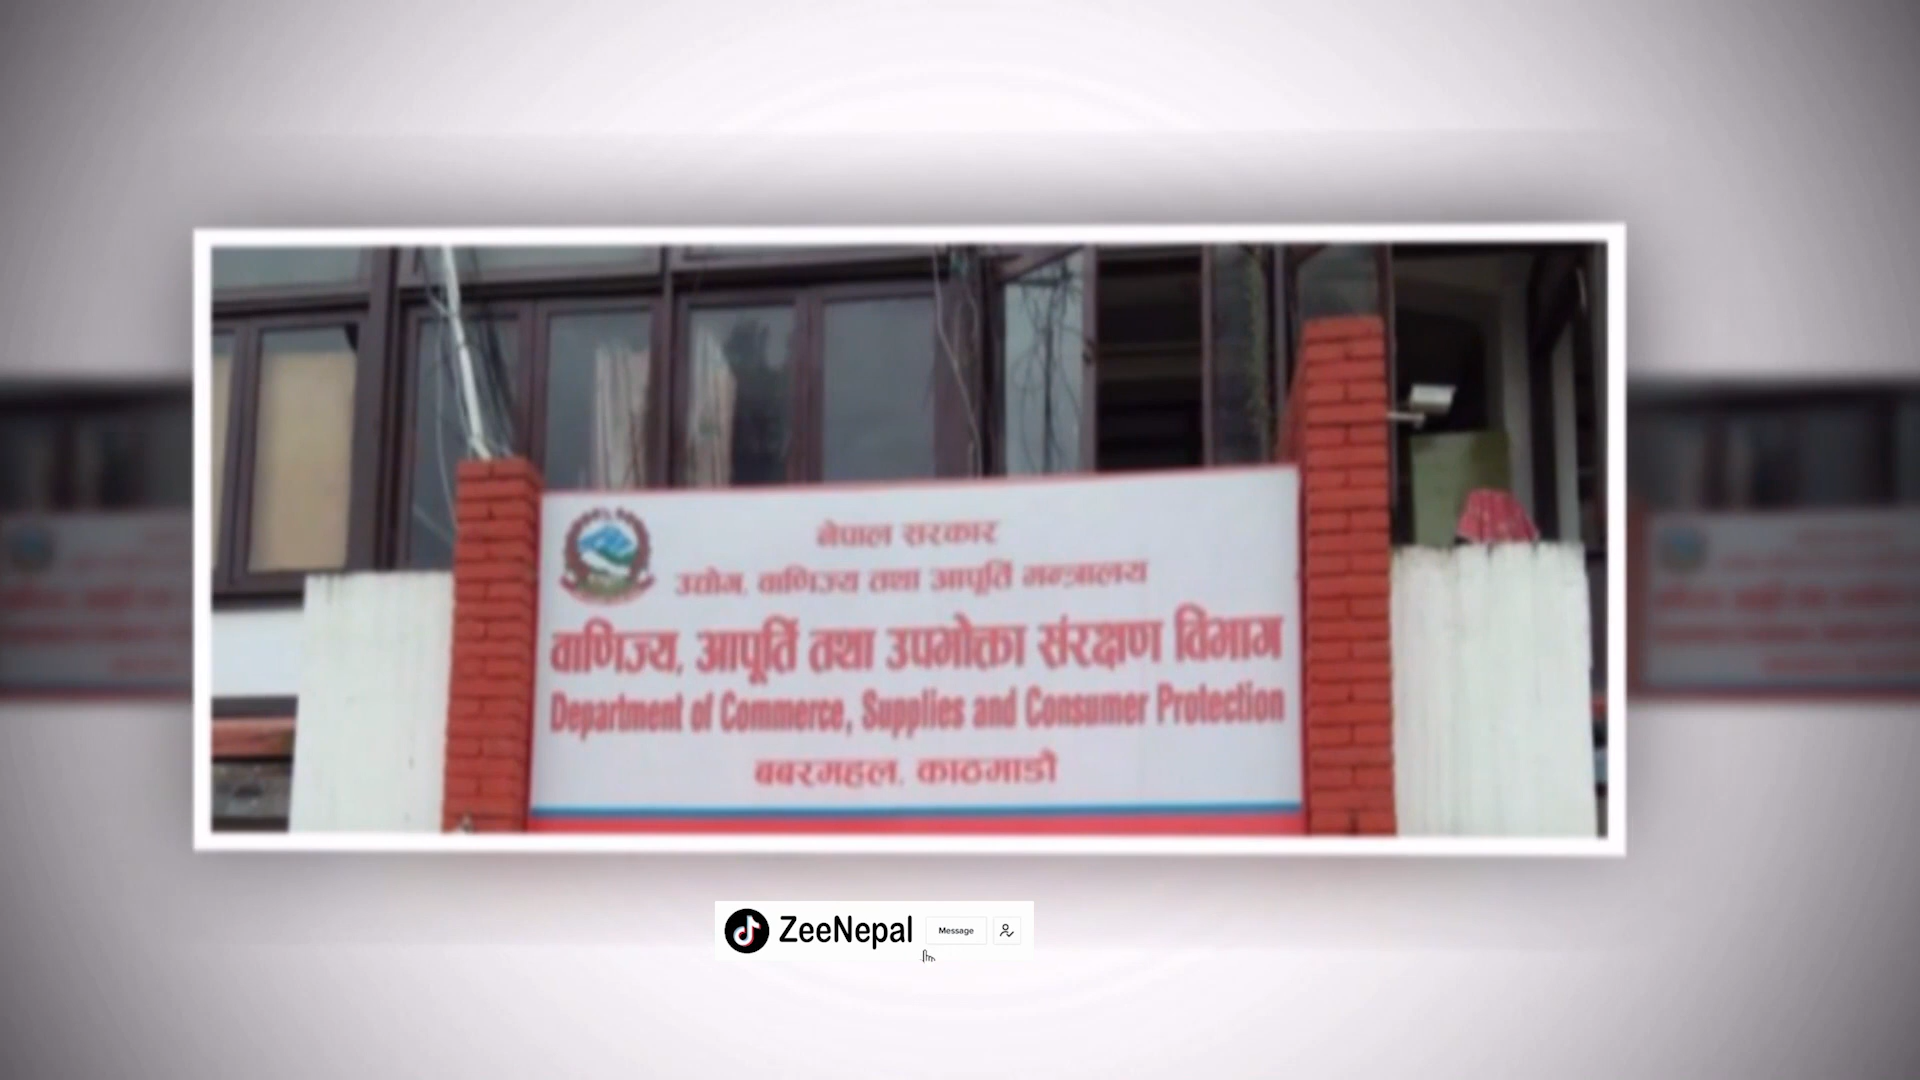 नेपाल सरकार
उद्योग, वाणिज्य तथा आपूर्ति मन्त्रालय
वाणिज्य, आपूर्ति तथा उपभोक्ता संरक्षण विभाग
Department of Commerce, Supplies and Consumer Protection
बबरमहल, काठमाडौं
ZeeNepal Message